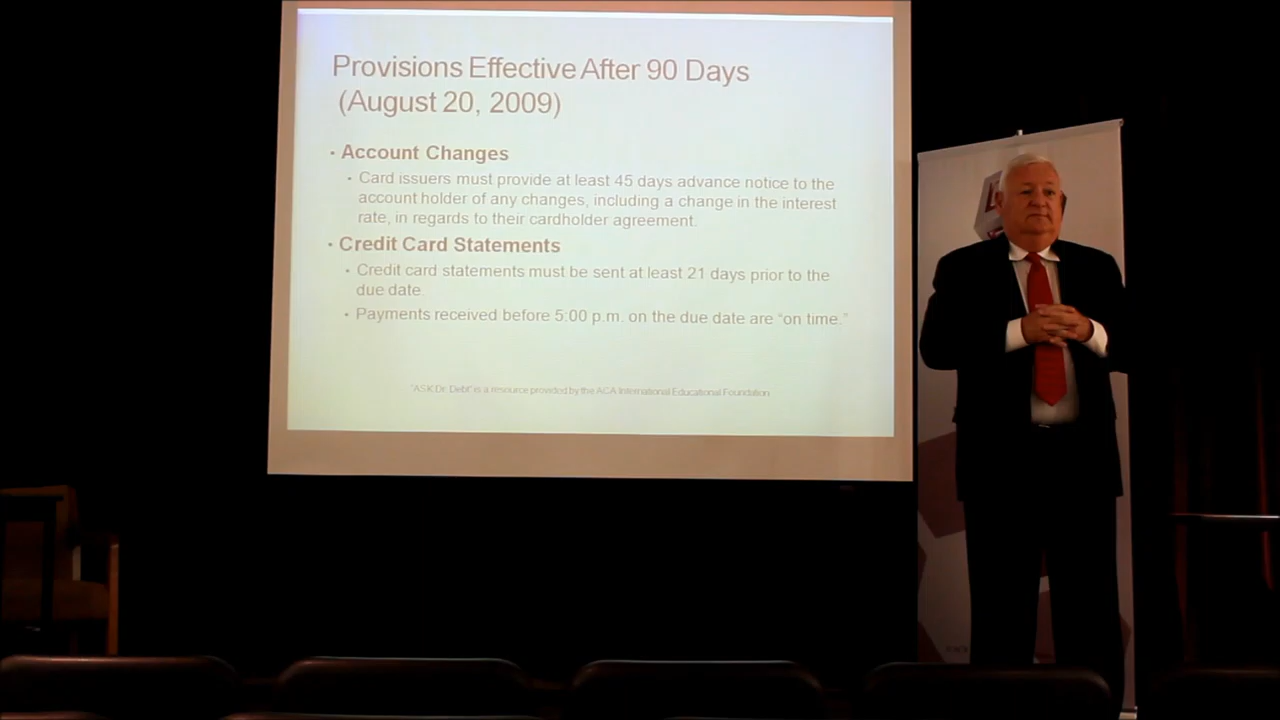 Provisions Effective After 90 Days
(August 20, 2009)
• Account Changes
• Card issuers must provide at least 45 days advance notice to the
account holder of any changes, including a change in the interest
rate, in regards to their cardholder agreement.
• Credit Card Statements
• Credit card statements must be sent at least 21 days prior to the
due date.
• Payments received before 5:00 p.m. on the due date are “on time.”
"ASK Dr. Debt" is a resource provided by the ACA International Educational Foundation